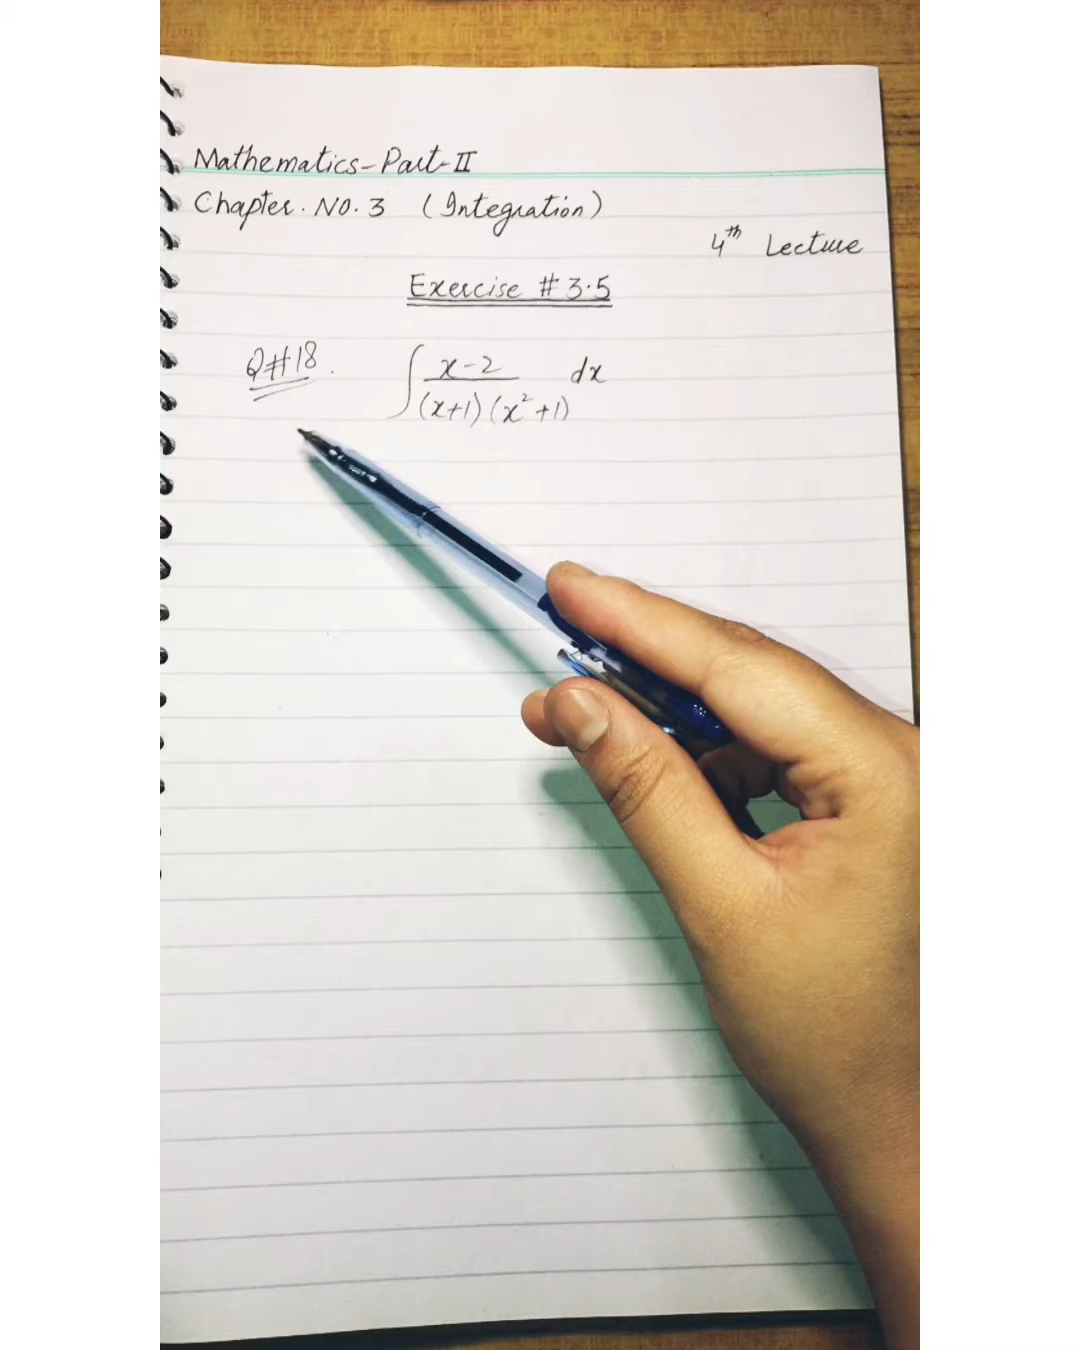 Mathematics-Part-II
Chapter.NO.3 (Integration)
4th Lecture
Exercise #3.5
Q#18. ∫ x-2 / (x+1)(x²+1) dx